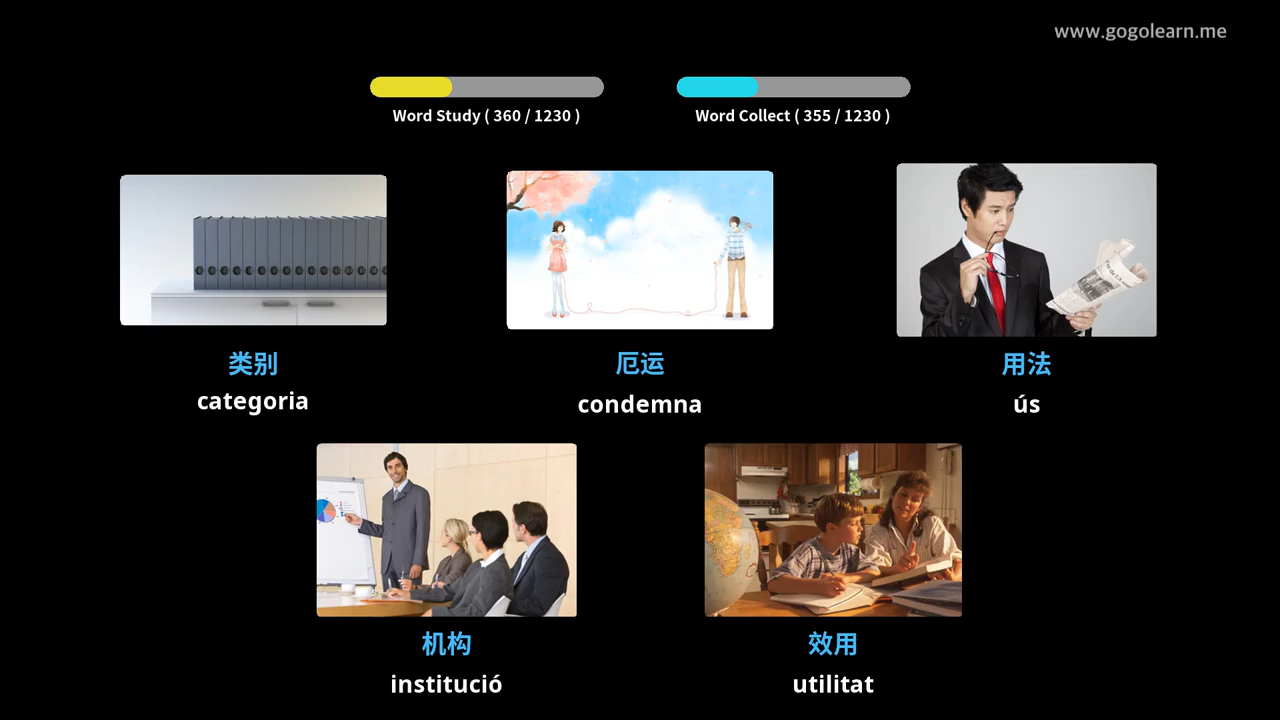 www.gogolearn.me
Word Study ( 360 / 1230 )
Word Collect ( 355 / 1230 )
类别
categoria
厄运
condemna
用法
ús
机构
institució
效用
utilitat